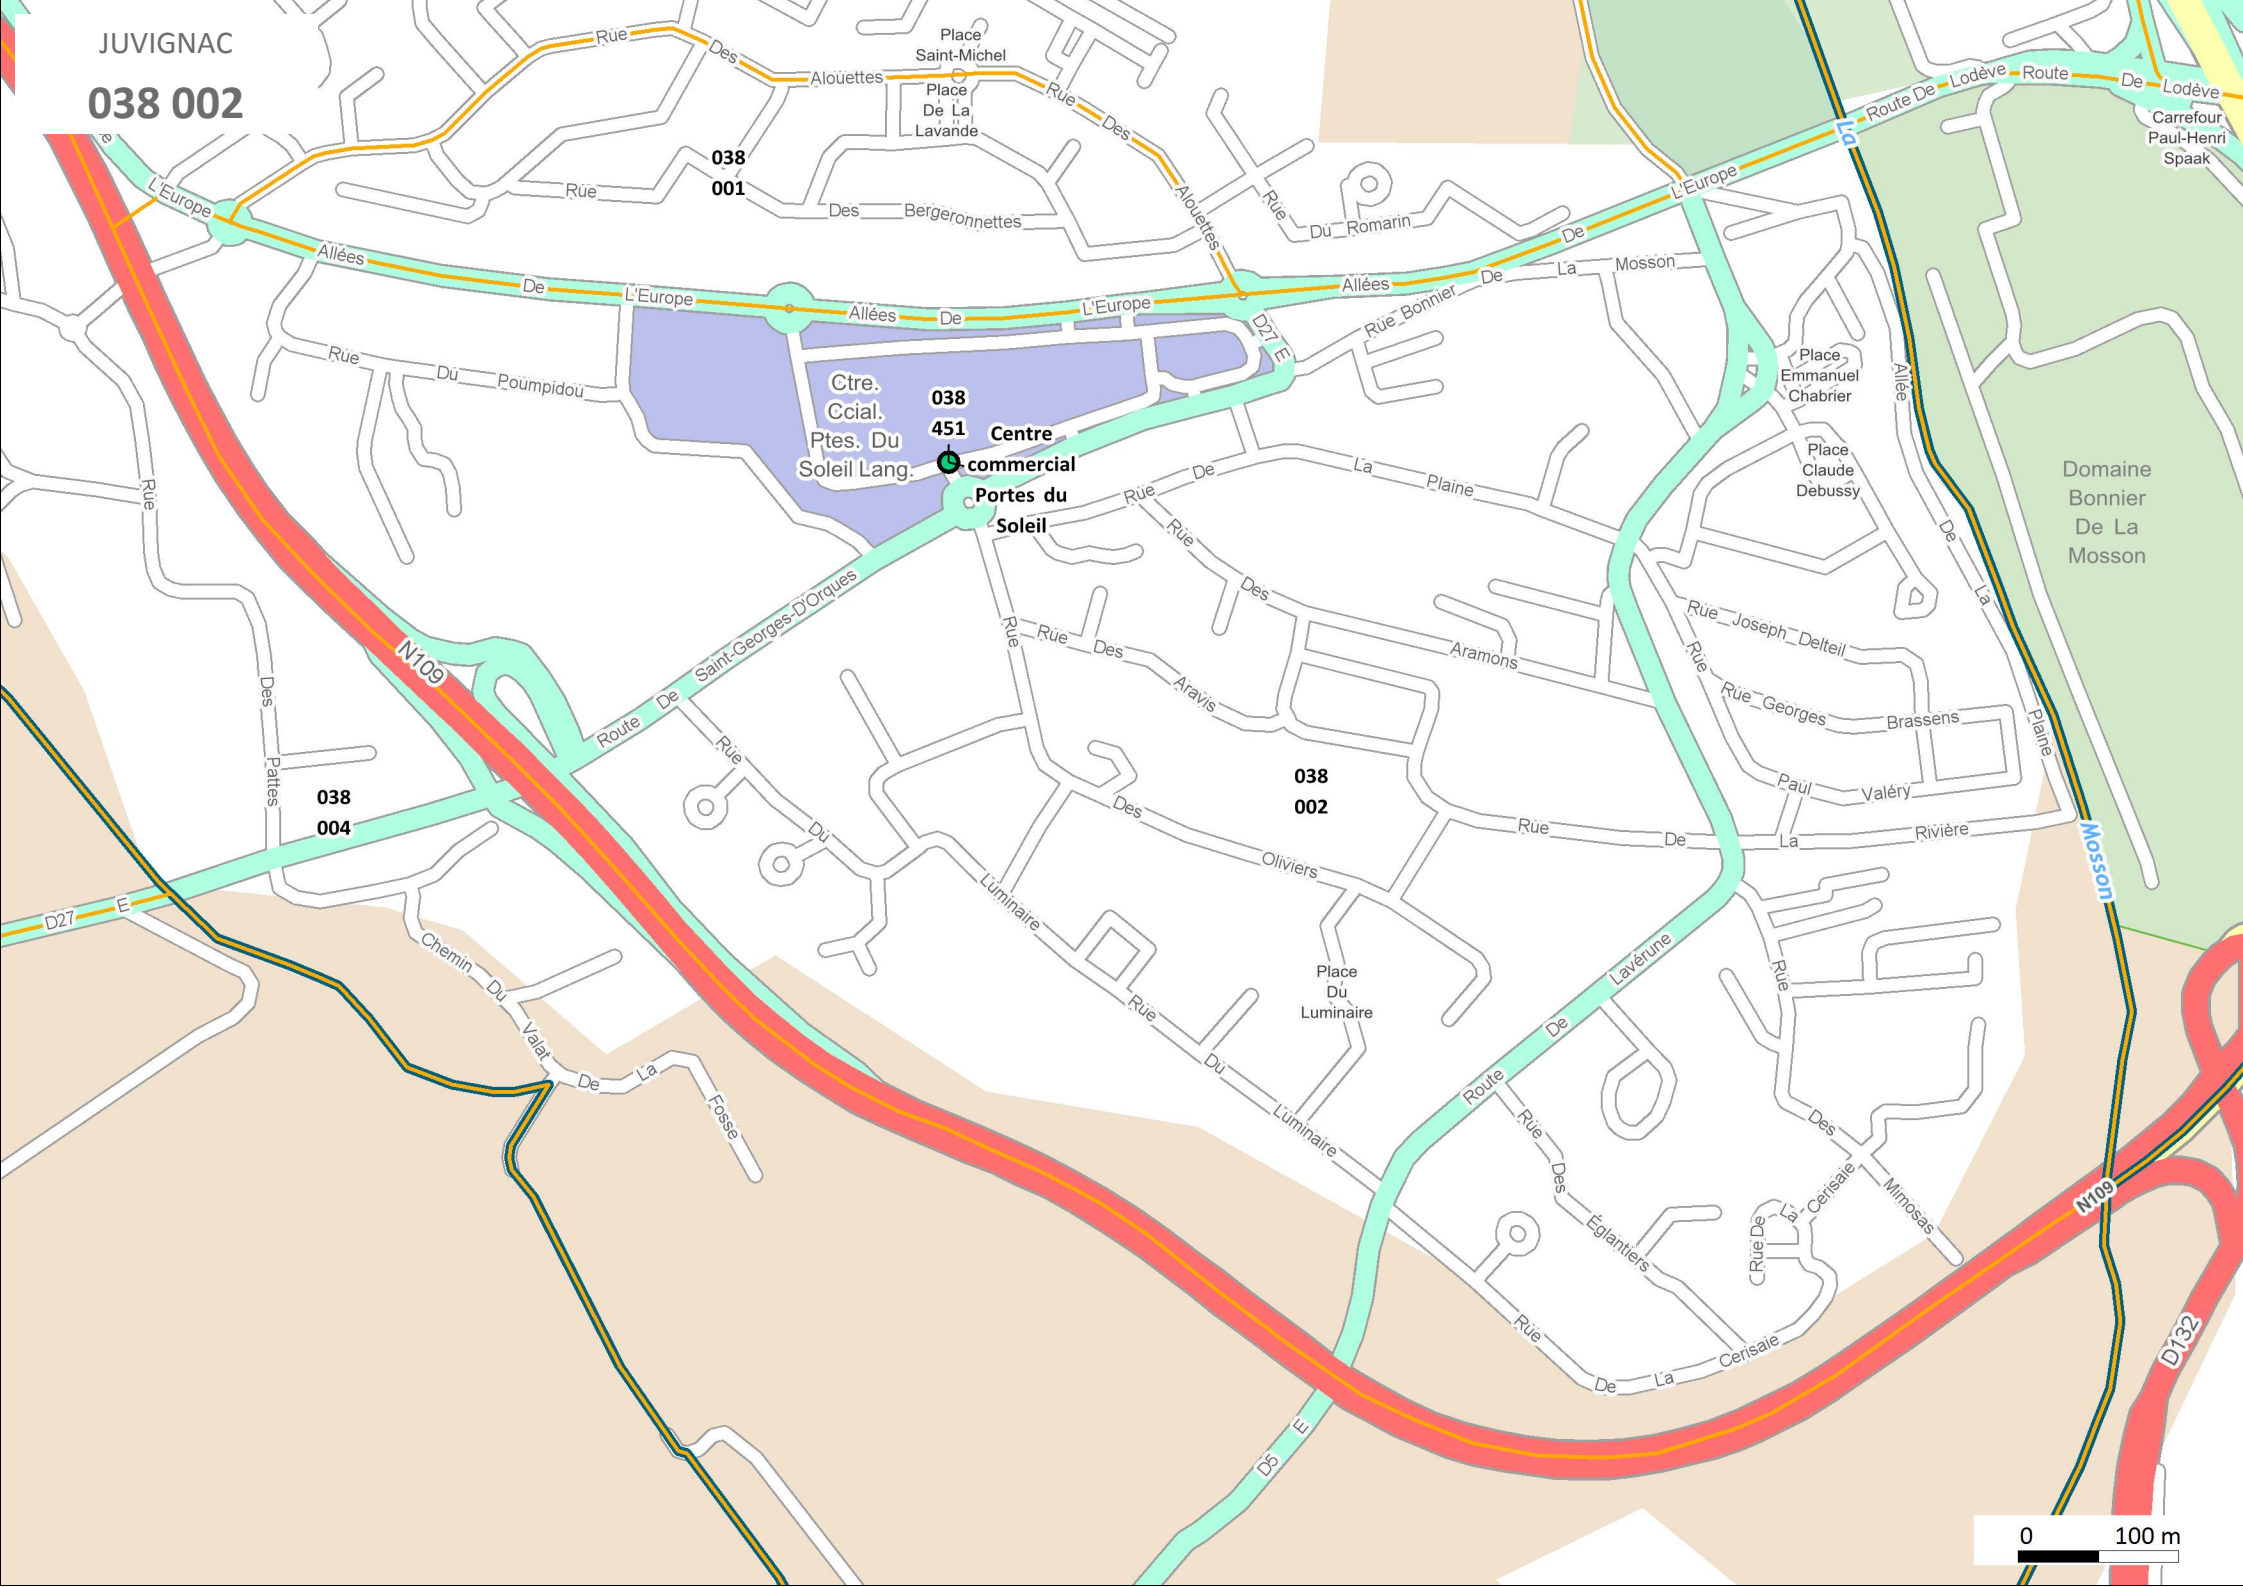 JUVIGNAC
038 002
Rue Des Alouettes
Place
Saint-Michel
Place
De La
Lavande
Rue Des Alouettes
Route De Lodève Route De Lodève
Carrefour
Paul-Henri
Spaak
La
038
001
Rue Des Bergeronnettes
Rue Du Romarin
L'Europe
Allées De L'Europe
Allées De L'Europe
Allées De L'Europe
Rue Bonnier De La Mosson
D27 E
Rue Du Poumpidou
Ctre.
Ccial.
Ptes. Du
Soleil Lang.
038
451
Centre
commercial
Portes du
Soleil
Place
Emmanuel
Chabrier
Place
Claude
Debussy
Allée De La Plaine
Domaine
Bonnier
De La
Mosson
Rue De La Plaine
Rue Des Aramons
Rue Des Pattes
N109
Route De Saint-Georges-D'Orques
Rue Des Aravis
Rue Joseph Delteil
Rue Georges Brassens
Rue Paul Valéry
Rue De La Rivière
Mosson
038
004
038
002
Rue Des Oliviers
Rue Du Luminaire
Rue Du Luminaire
Place
Du
Luminaire
D27 E
Chemin Du Valat De La Fosse
Route De Lavérune
Rue Des Mimosas
Rue Des Églantiers
Rue De La Cerisaie
Rue De La Cerisaie
N109
D132
D5 E
0 100 m